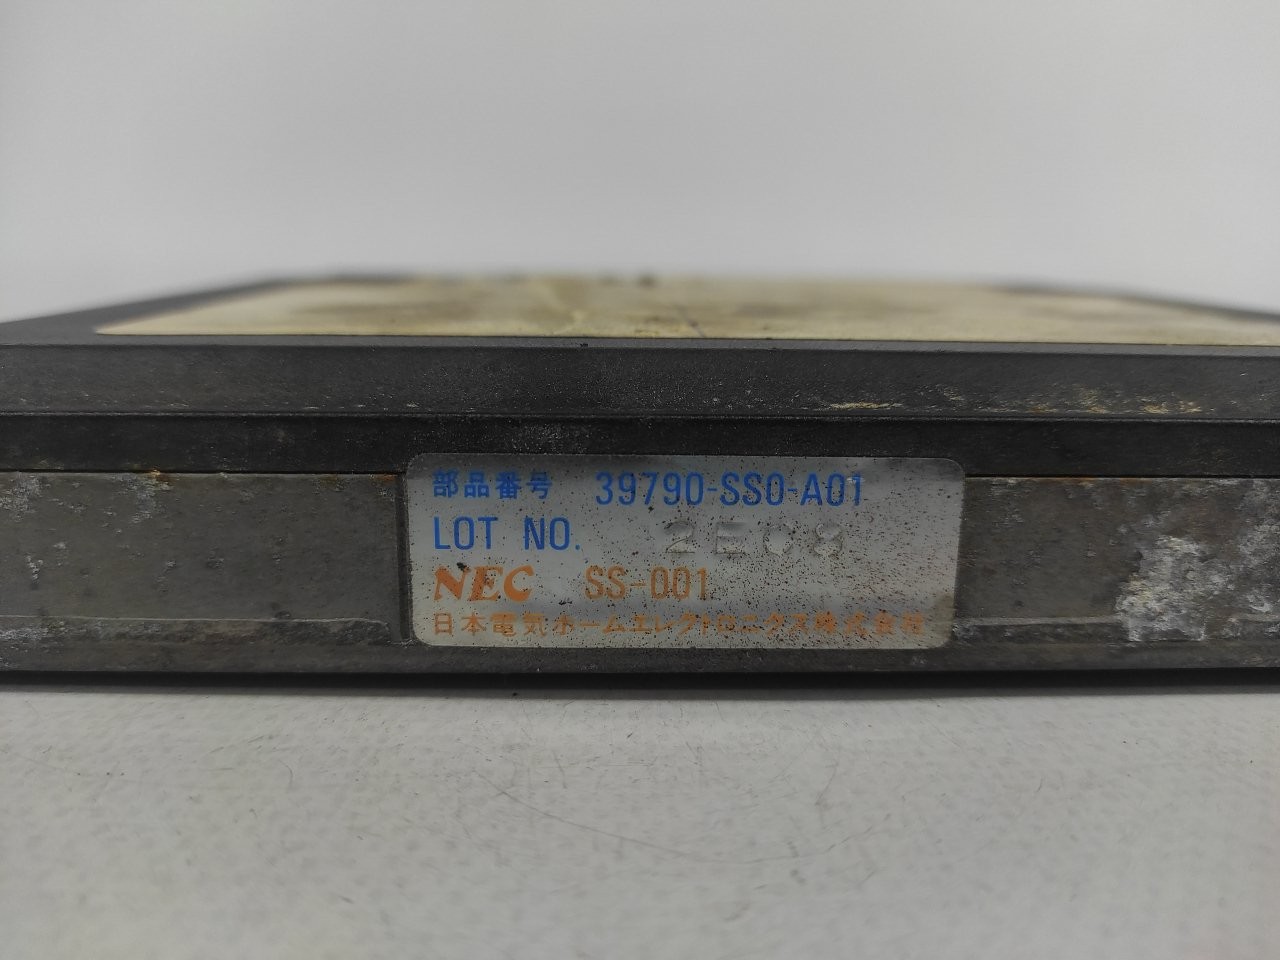 部品番号 39790-SS0-A01
LOT NO. 2EC8
NEC SS-001
日本電気ホームエレクトロニクス株式会社